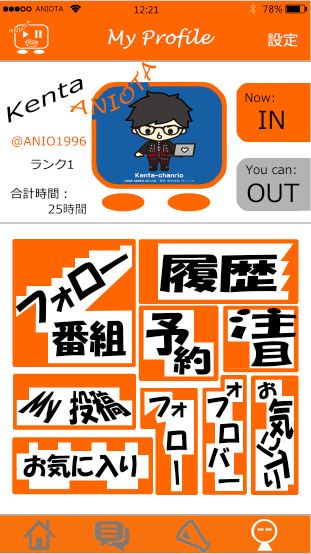 ANIOTA
12:21
78%
My Profile
設定
Kenta
ANIOTA
@ANIO1996
ランク1
合計時間：
25時間
Kenta-chanrio
Now:
IN
You can:
OUT
フォロー
番組
履歴
予約
注目
My 投稿
お気に入り
フォロー
フォロバー
お気に入り